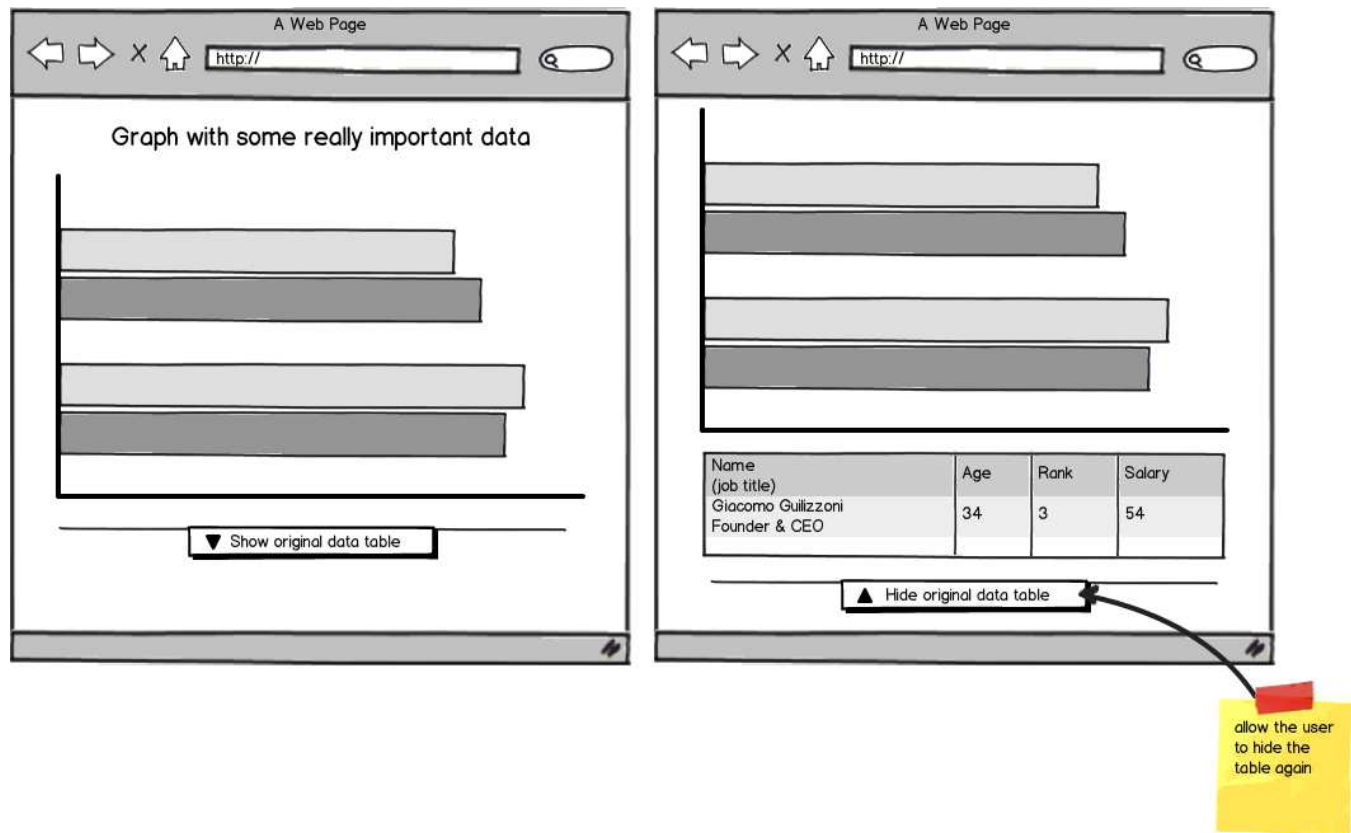 A Web Page
http://
Graph with some really important data
Show original data table
A Web Page
http://
Name
(job title)
Age
Rank
Salary
Giacomo Guilizzoni
Founder & CEO
34
3
54
Hide original data table
allow the user
to hide the
table again